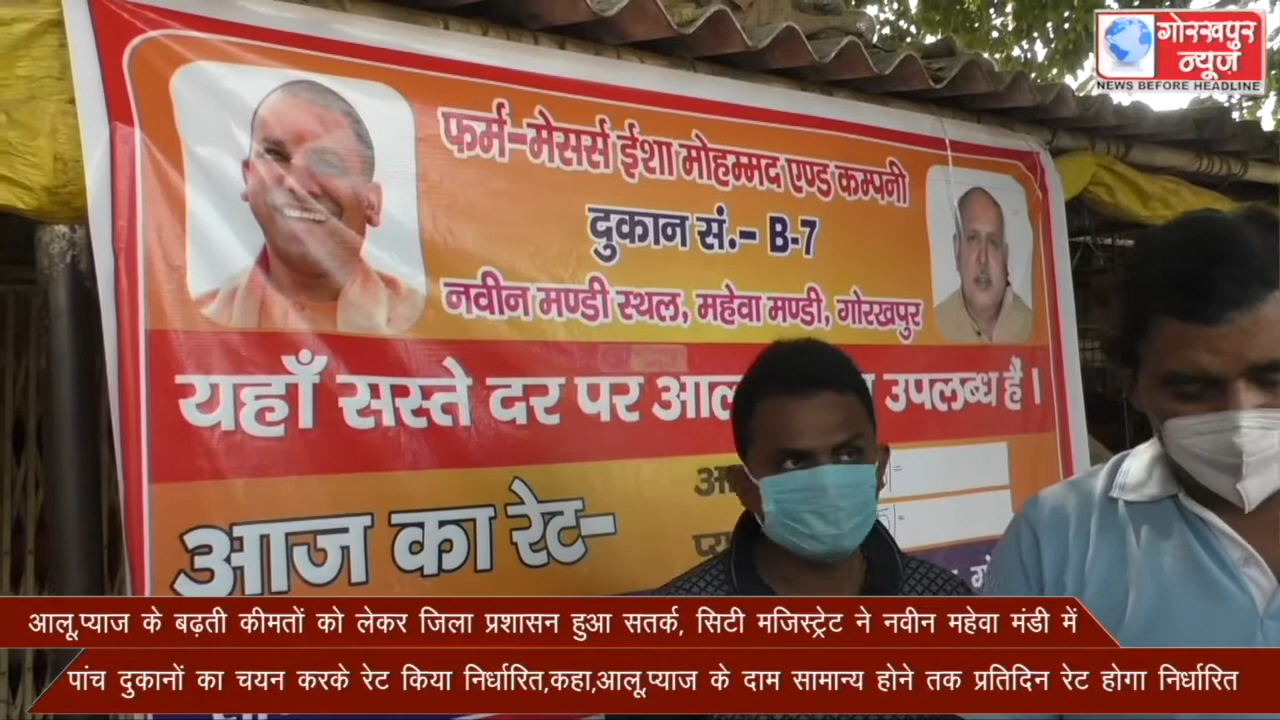 गोरखपुर
न्यूज़
NEWS BEFORE HEADLINE
फर्म-मेसर्स ईशा मोहम्मद एण्ड कम्पनी
दुकान सं.- B-7
नवीन मण्डी स्थल, महेवा मण्डी, गोरखपुर
यहाँ सस्ते दर पर उपलब्ध हैं ।
आज का रेट-
आलू,प्याज के बढ़ती कीमतों को लेकर जिला प्रशासन हुआ सतर्क, सिटी मजिस्ट्रेट ने नवीन महेवा मंडी में
पांच दुकानों का चयन करके रेट किया निर्धारित,कहा,आलू,प्याज के दाम सामान्य होने तक प्रतिदिन रेट होगा निर्धारित